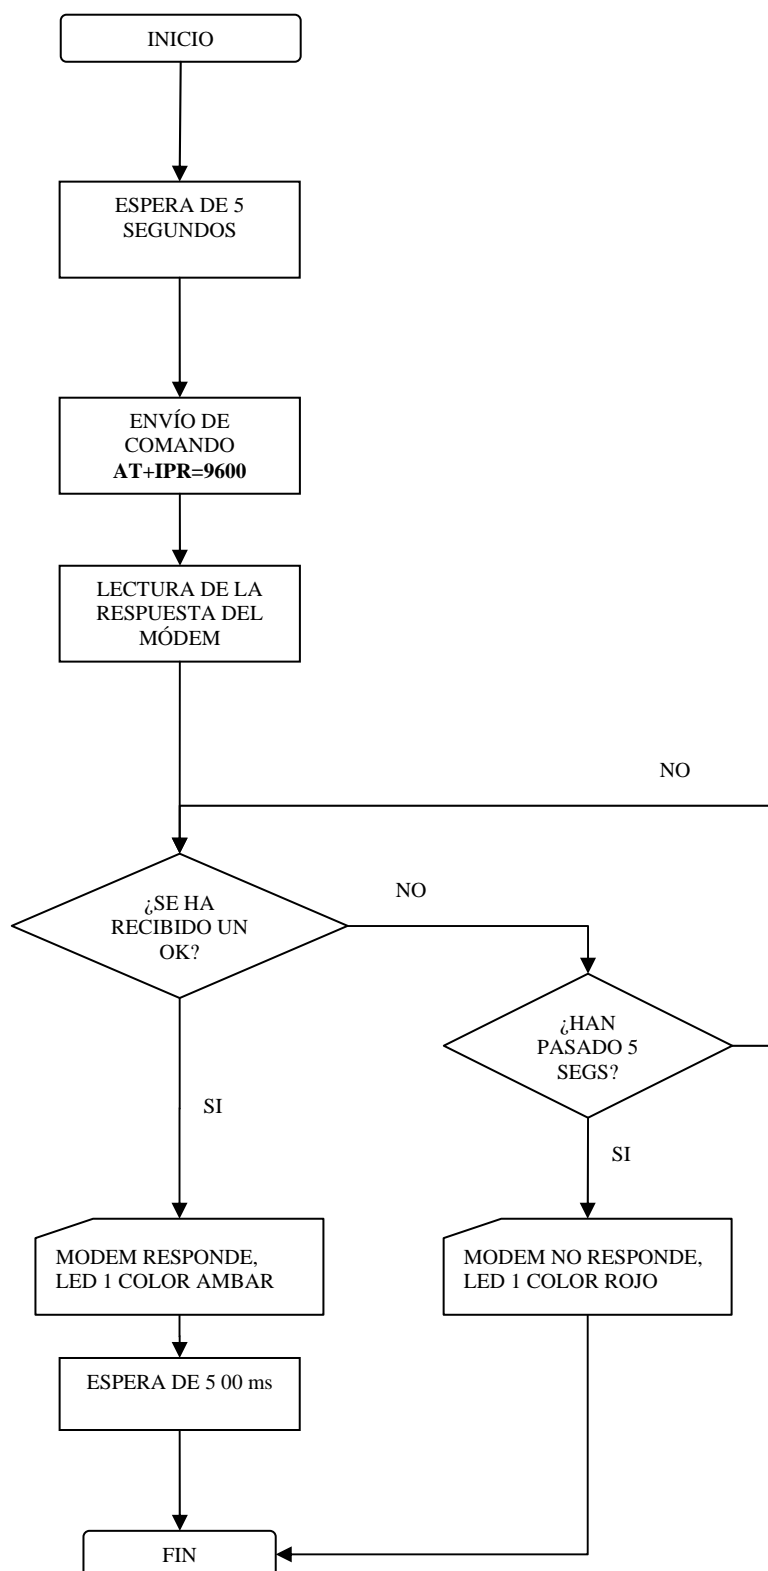 INICIO
ESPERA DE 5
SEGUNDOS
ENVÍO DE
COMANDO
AT+IPR=9600
LECTURA DE LA
RESPUESTA DEL
MÓDEM
NO
¿SE HA
RECIBIDO UN
OK?
NO
¿HAN
PASADO 5
SEGS?
SI
SI
MODEM RESPONDE,
LED 1 COLOR AMBAR
MODEM NO RESPONDE,
LED 1 COLOR ROJO
ESPERA DE 5 00 ms
FIN